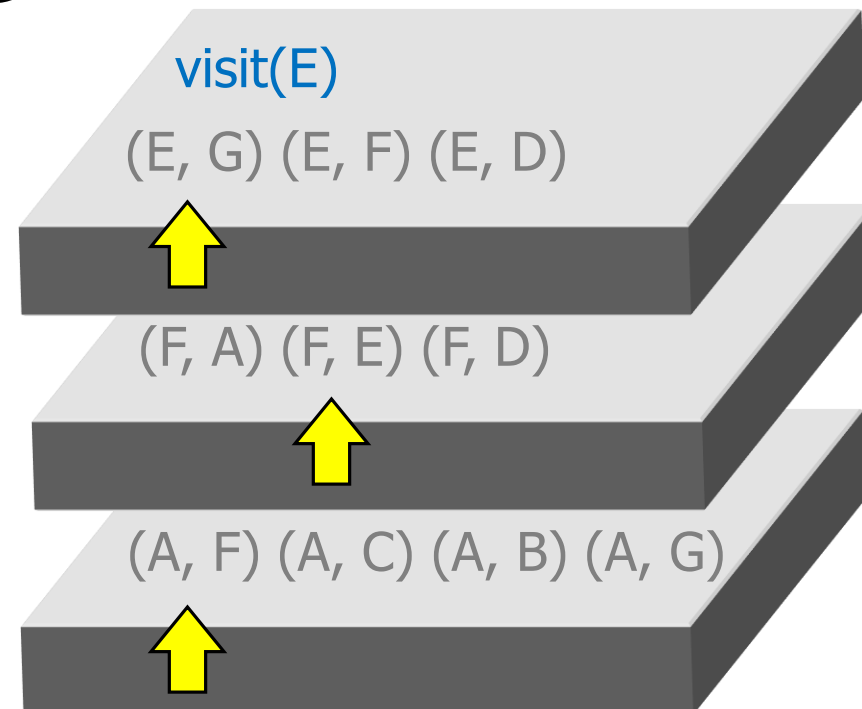 visit(E)
(E, G) (E, F) (E, D)
(F, A) (F, E) (F, D)
(A, F) (A, C) (A, B) (A, G)